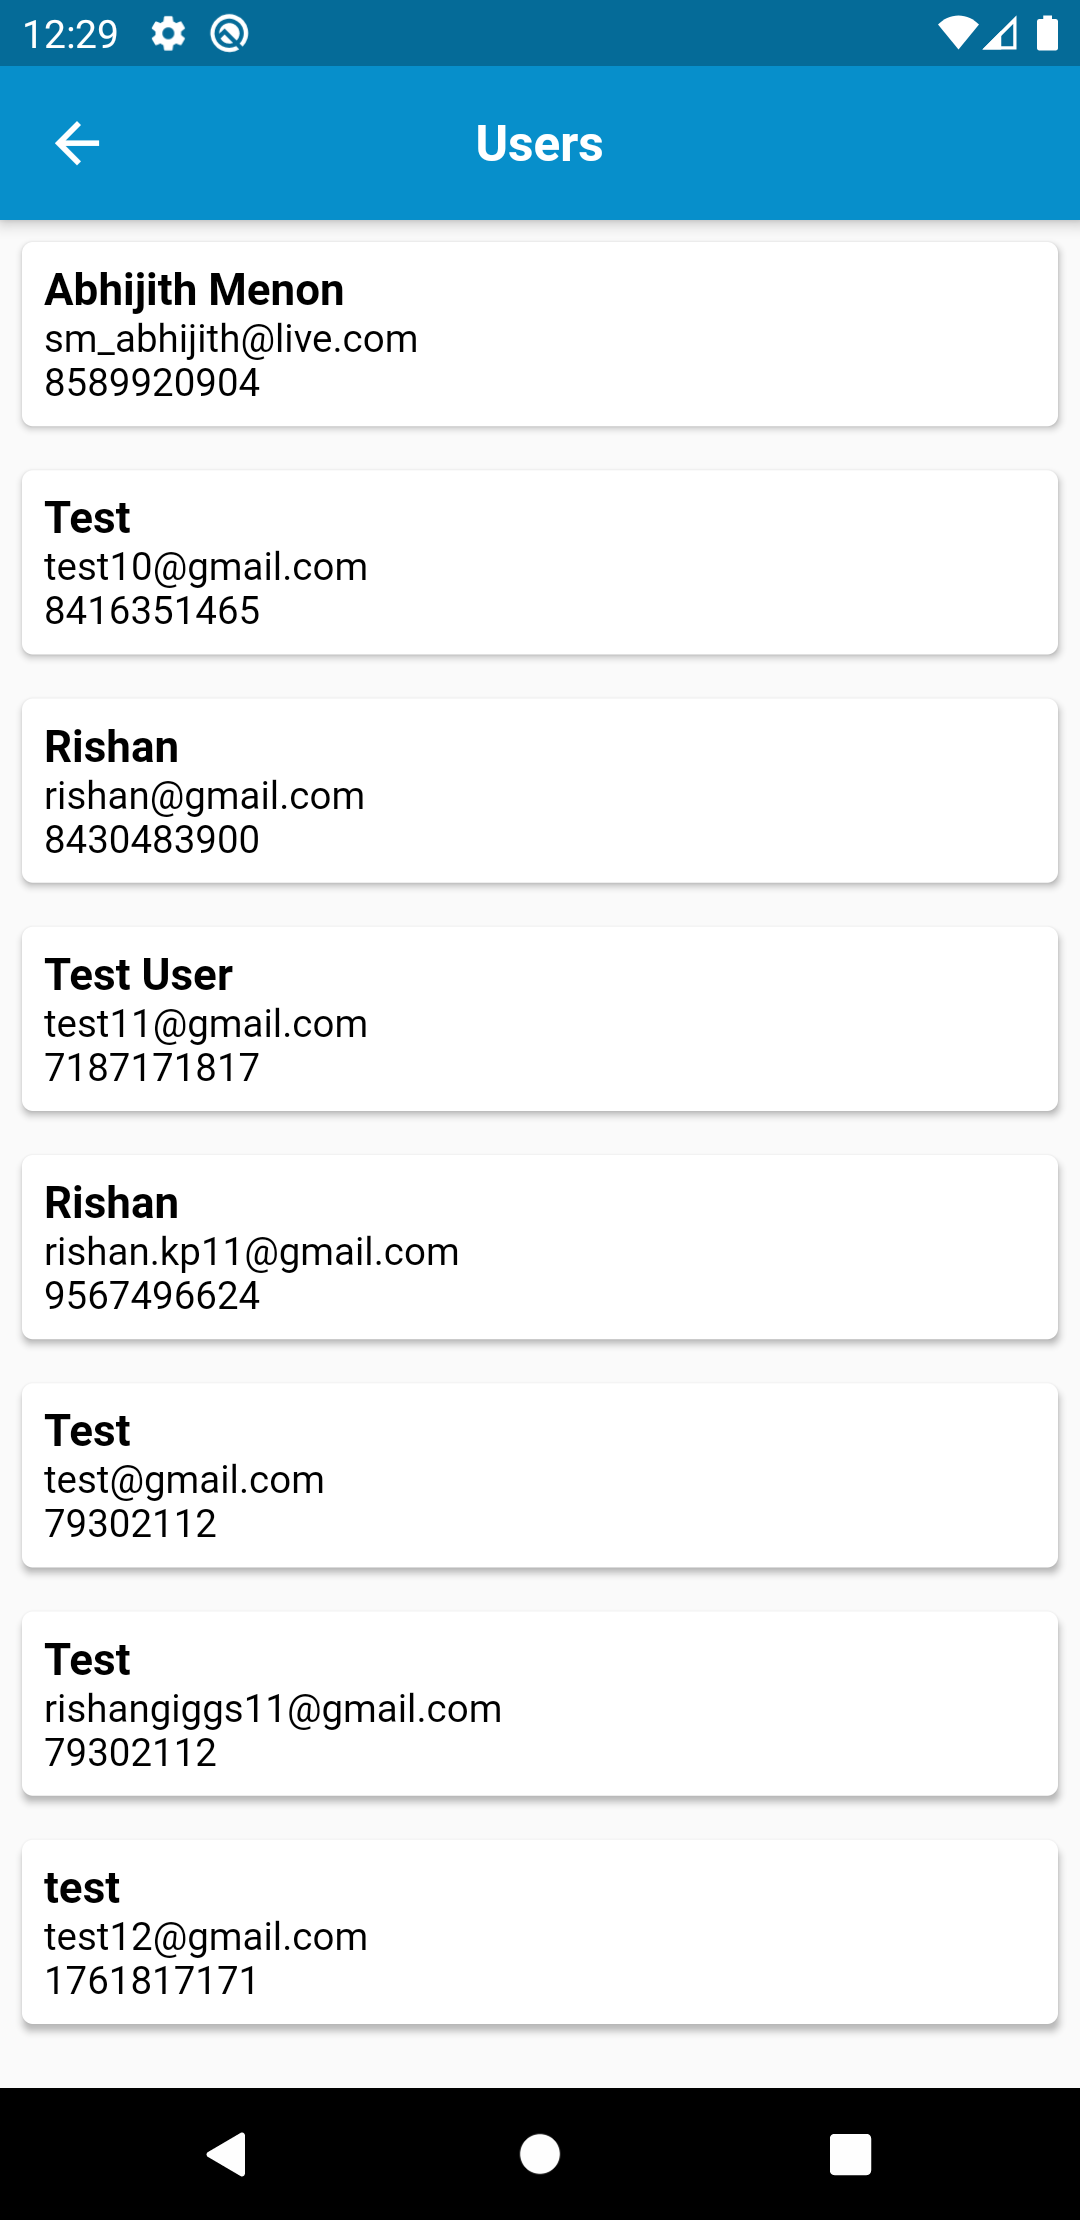 12:29
Users
Abhijith Menon
sm_abhijith@live.com
8589920904
Test
test10@gmail.com
8416351465
Rishan
rishan@gmail.com
8430483900
Test User
test11@gmail.com
7187171817
Rishan
rishan.kp11@gmail.com
9567496624
Test
test@gmail.com
79302112
Test
rishangiggs11@gmail.com
79302112
test
test12@gmail.com
1761817171